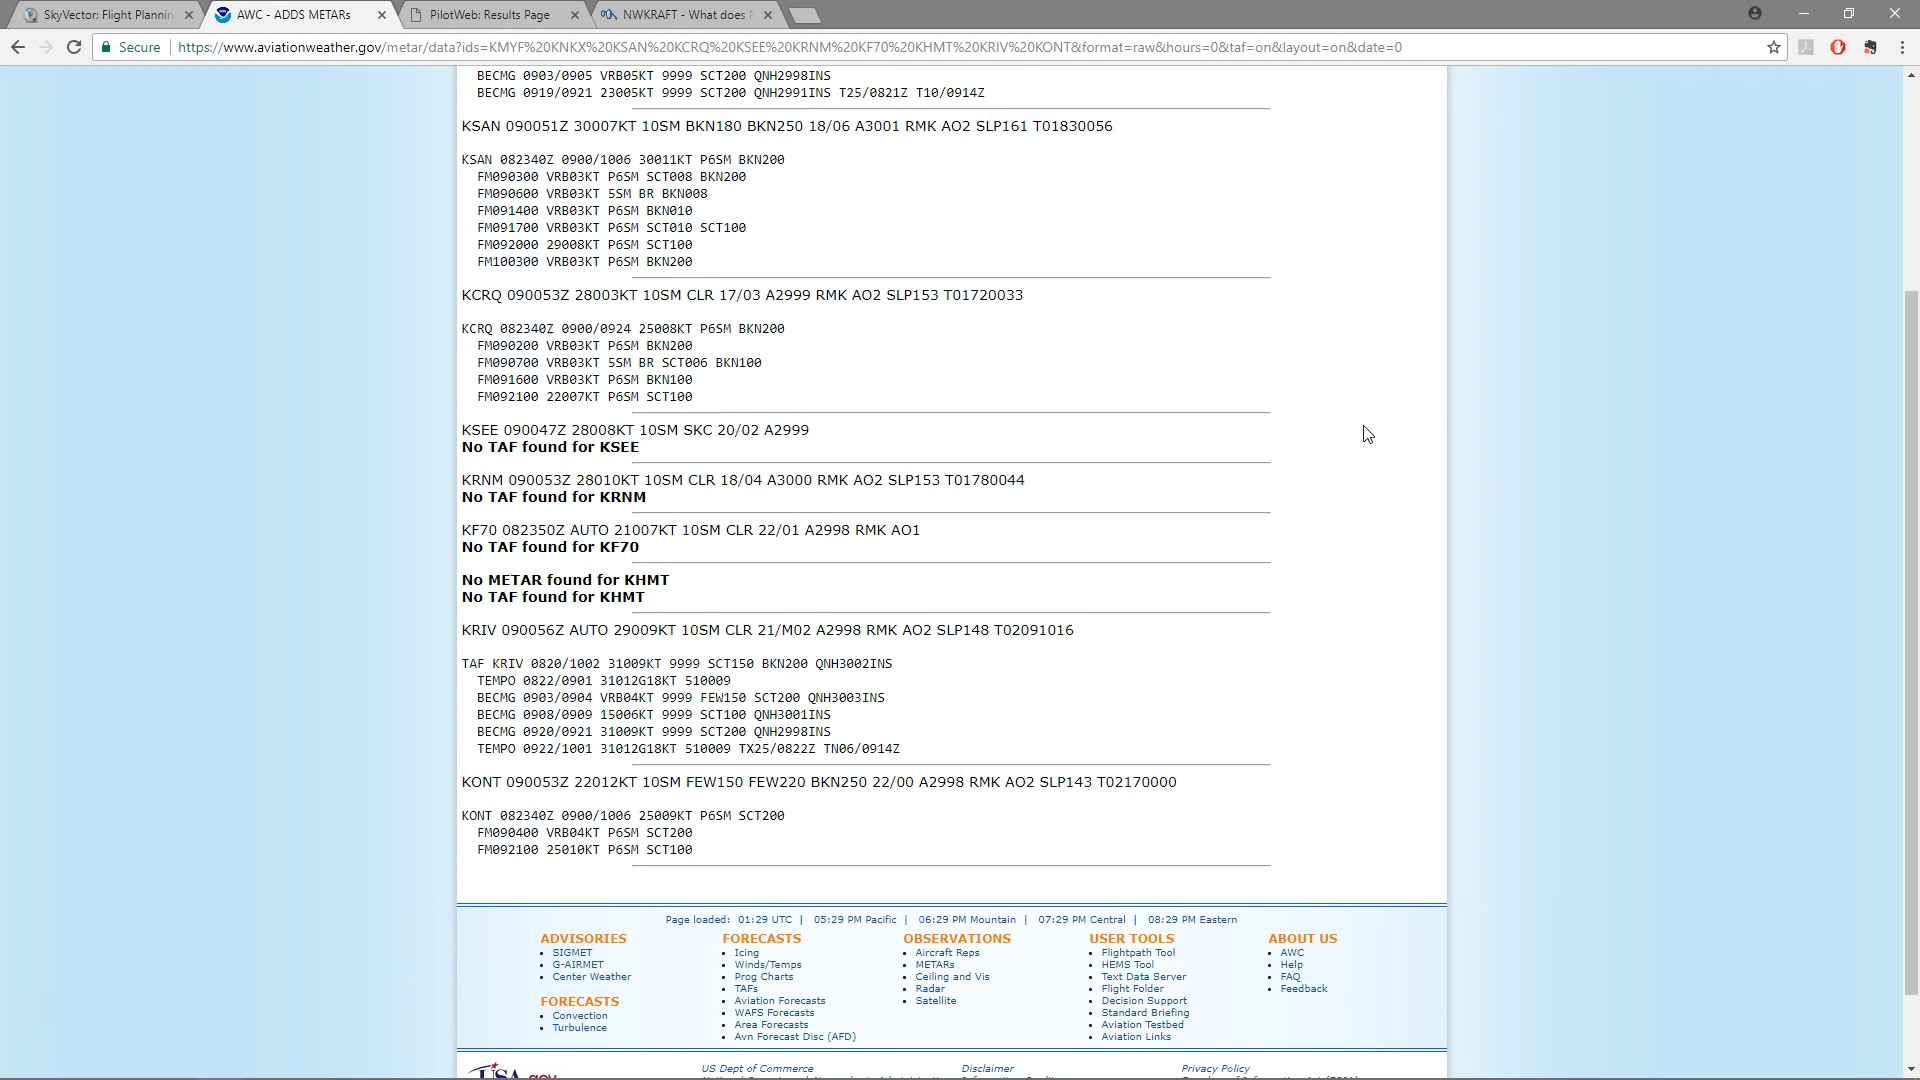 SkyVector: Flight Plannin
AWC - ADDS METARs
PilotWeb: Results Page
NWKRAFT - What does
Secure
https://www.aviationweather.gov/metar/data?ids=KMYF%20KNKX%20KSAN%20KCRQ%20KSEE%20KRNM%20KF70%20KHMT%20KRIV%20KONT&format=raw&hours=0&taf=on&layout=on&date=0
BECMG 0903/0905 VRB05KT 9999 SCT200 QNH2998INS
BECMG 0919/0921 23005KT 9999 SCT200 QNH2991INS T25/0821Z T10/0914Z
KSAN 090051Z 30007KT 10SM BKN180 BKN250 18/06 A3001 RMK AO2 SLP161 T01830056
KSAN 082340Z 0900/1006 30011KT P6SM BKN200
FM090300 VRB03KT P6SM SCT008 BKN200
FM090600 VRB03KT 5SM BR BKN008
FM091400 VRB03KT P6SM BKN010
FM091700 VRB03KT P6SM SCT010 SCT100
FM092000 29008KT P6SM SCT100
FM100300 VRB03KT P6SM BKN200
KCRQ 090053Z 28003KT 10SM CLR 17/03 A2999 RMK AO2 SLP153 T01720033
KCRQ 082340Z 0900/0924 25008KT P6SM BKN200
FM090200 VRB03KT P6SM BKN200
FM090700 VRB03KT 5SM BR SCT006 BKN100
FM091600 VRB03KT P6SM BKN100
FM092100 22007KT P6SM SCT100
KSEE 090047Z 28008KT 10SM SKC 20/02 A2999
No TAF found for KSEE
KRNM 090053Z 28010KT 10SM CLR 18/04 A3000 RMK AO2 SLP153 T01780044
No TAF found for KRNM
KF70 082350Z AUTO 21007KT 10SM CLR 22/01 A2998 RMK AO1
No TAF found for KF70
No METAR found for KHMT
No TAF found for KHMT
KRIV 090056Z AUTO 29009KT 10SM CLR 21/M02 A2998 RMK AO2 SLP148 T02091016
TAF KRIV 0820/1002 31009KT 9999 SCT150 BKN200 QNH3002INS
TEMPO 0822/0901 31012G18KT 510009
BECMG 0903/0904 VRB04KT 9999 FEW150 SCT200 QNH3003INS
BECMG 0908/0909 15006KT 9999 SCT100 QNH3001INS
BECMG 0920/0921 31009KT 9999 SCT200 QNH2998INS
TEMPO 0922/1001 31012G18KT 510009 TX25/0822Z TN06/0914Z
KONT 090053Z 22012KT 10SM FEW150 FEW220 BKN250 22/00 A2998 RMK AO2 SLP143 T02170000
KONT 082340Z 0900/1006 25009KT P6SM SCT200
FM090400 VRB04KT P6SM SCT200
FM092100 25010KT P6SM SCT100
Page loaded: 01:29 UTC | 05:29 PM Pacific | 06:29 PM Mountain | 07:29 PM Central | 08:29 PM Eastern
ADVISORIES
SIGMET
G-AIRMET
Center Weather
FORECASTS
Convection
Turbulence
FORECASTS
Icing
Winds/Temps
Prog Charts
TAFs
Aviation Forecasts
WAFS Forecasts
Area Forecasts
Avn Forecast Disc (AFD)
OBSERVATIONS
Aircraft Reps
METARs
Ceiling and Vis
Radar
Satellite
USER TOOLS
Flightpath Tool
HEMS Tool
Text Data Server
Flight Folder
Decision Support
Standard Briefing
Aviation Testbed
Aviation Links
ABOUT US
AWC
Help
FAQ
Feedback
USA.gov
US Dept of Commerce
Disclaimer
Privacy Policy